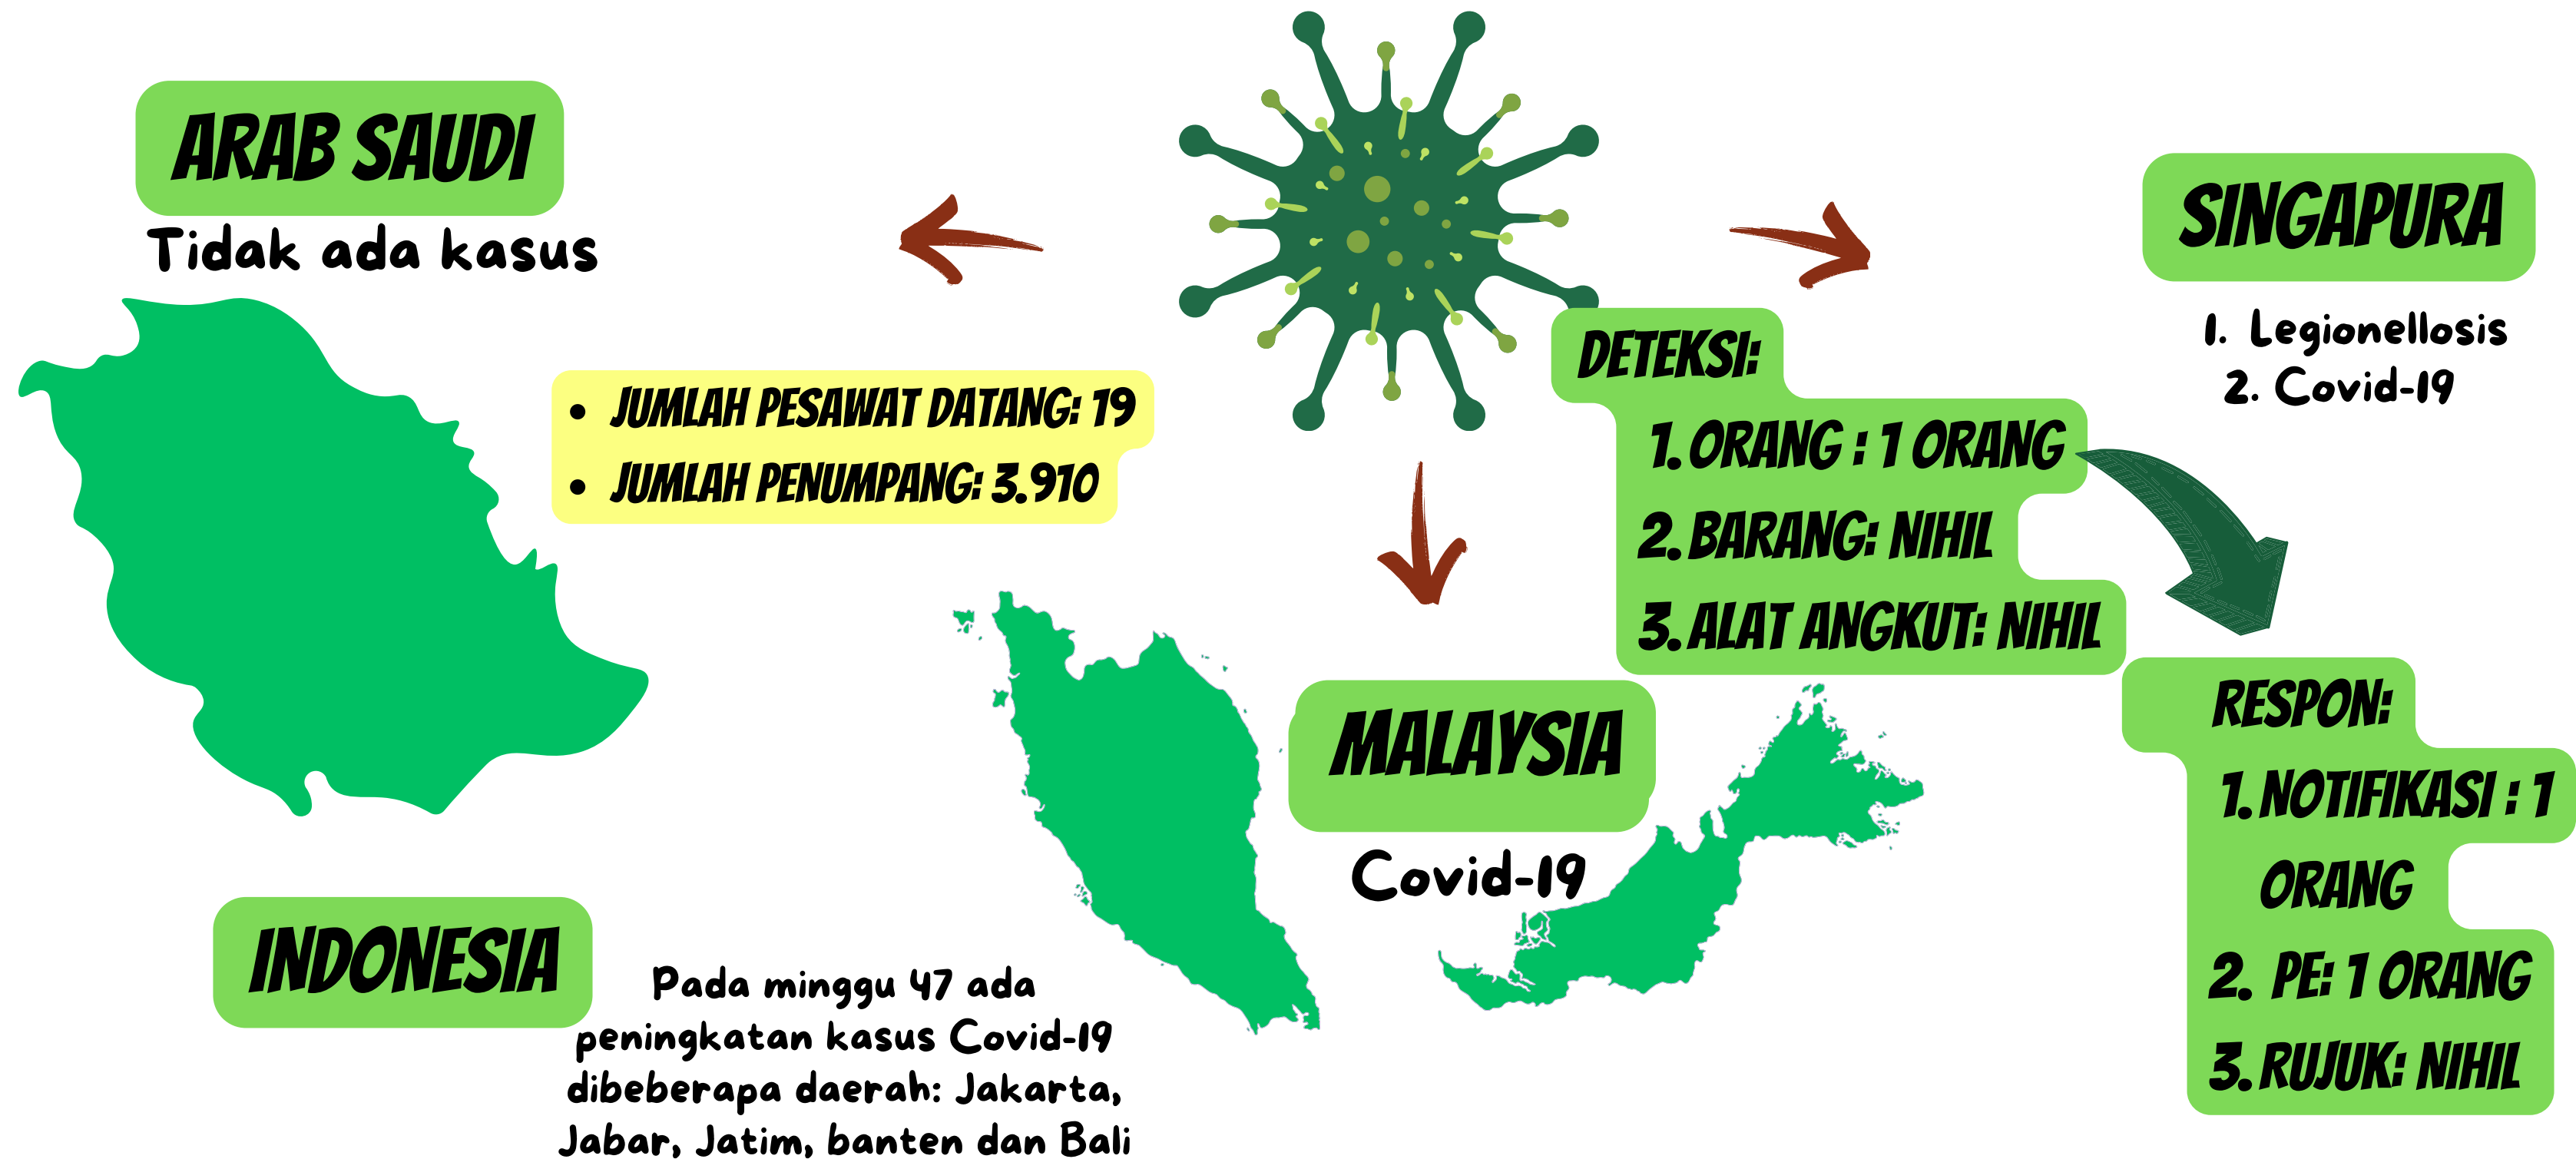 ARAB SAUDI
Tidak ada kasus
SINGAPURA
1. Legionellosis
2. Covid-19
• JUMLAH PESAWAT DATANG: 19
• JUMLAH PENUMPANG: 3.910
DETEKSI:
1. ORANG : 1 ORANG
2. BARANG: NIHIL
3. ALAT ANGKUT: NIHIL
MALAYSIA
Covid-19
RESPON:
1. NOTIFIKASI : 1
ORANG
2. PE: 1 ORANG
3. RUJUK: NIHIL
INDONESIA
Pada minggu 47 ada
peningkatan kasus Covid-19
dibeberapa daerah: Jakarta,
Jabar, Jatim, banten dan Bali